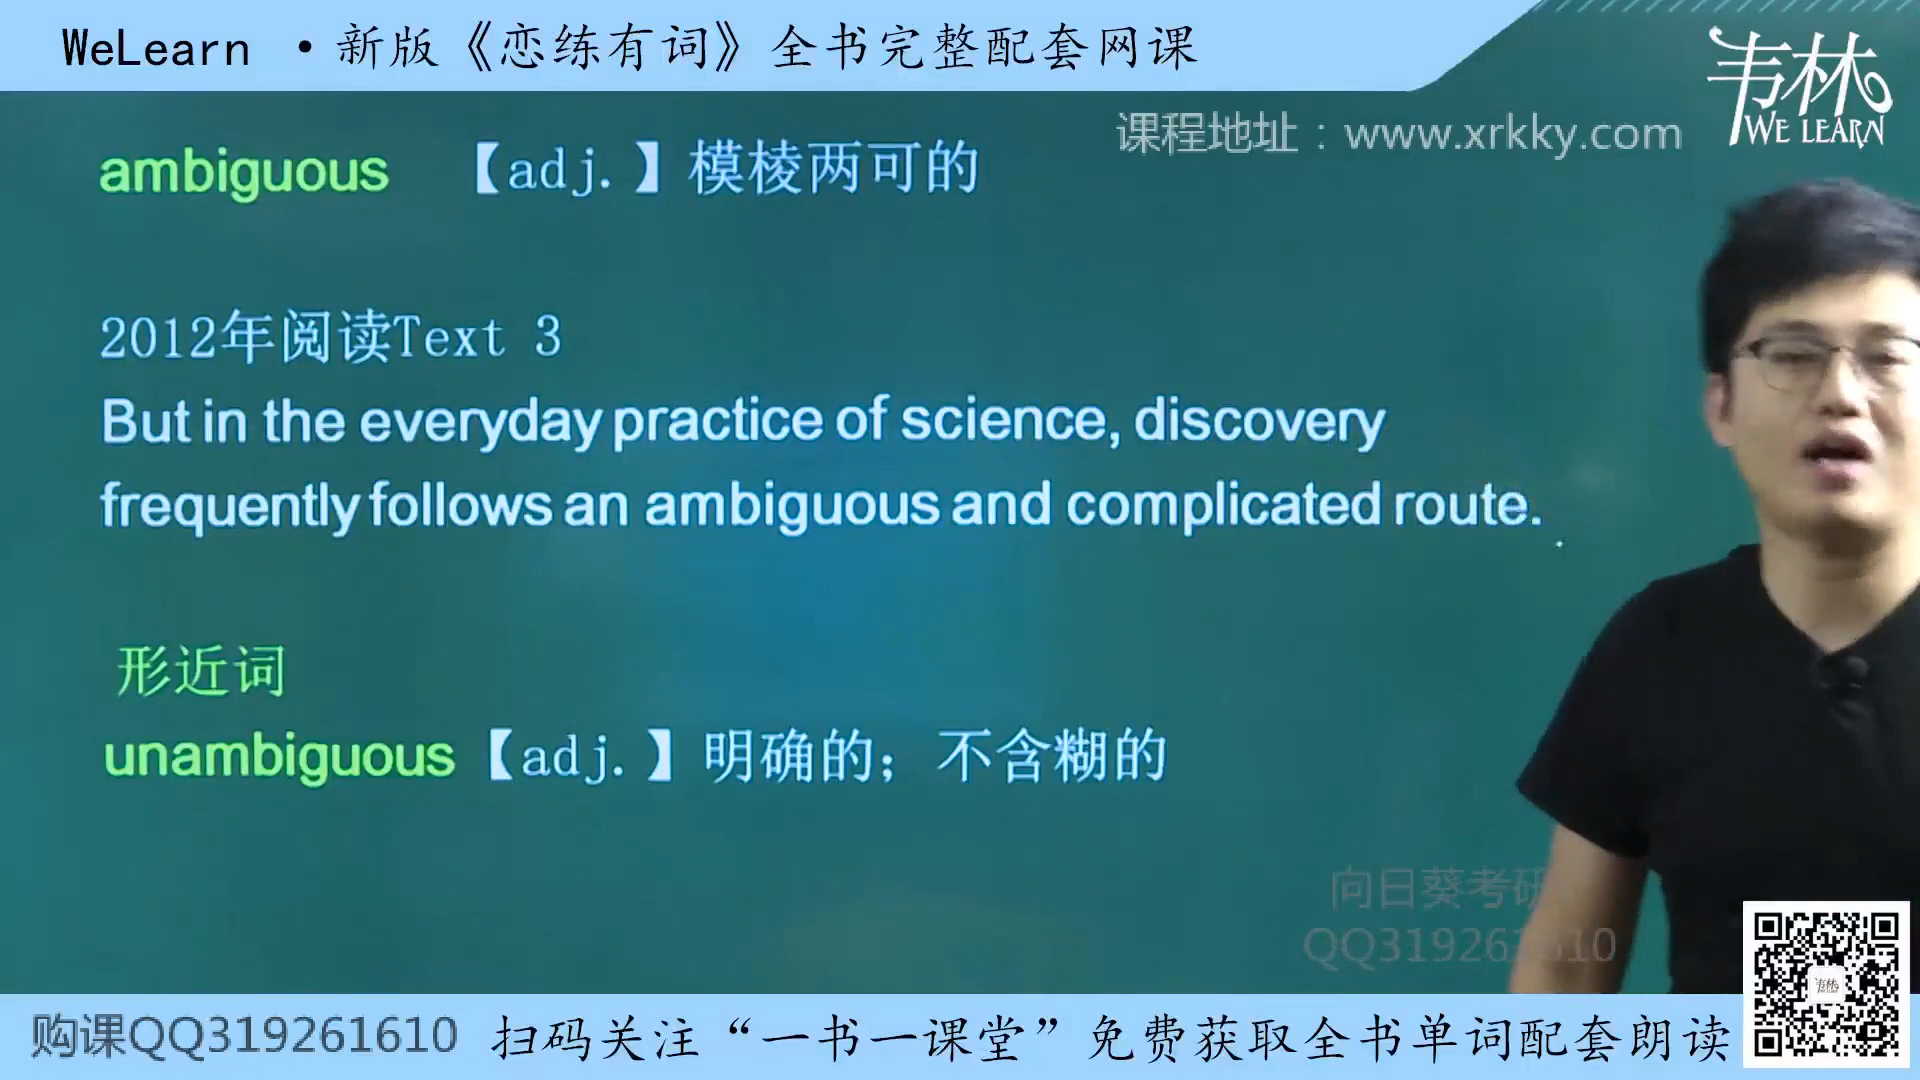 WeLearn ·新版《恋练有词》全书完整配套网课
韦林
WE LEARN
课程地址：www.xrkky.com
ambiguous 【adj.】模棱两可的
2012年阅读Text 3
But in the everyday practice of science, discovery
frequently follows an ambiguous and complicated route.
形近词
unambiguous【adj.】明确的；不含糊的
向日葵考研
QQ319261610
购课QQ319261610
扫码关注“一书一课堂”免费获取全书单词配套朗读
韦林